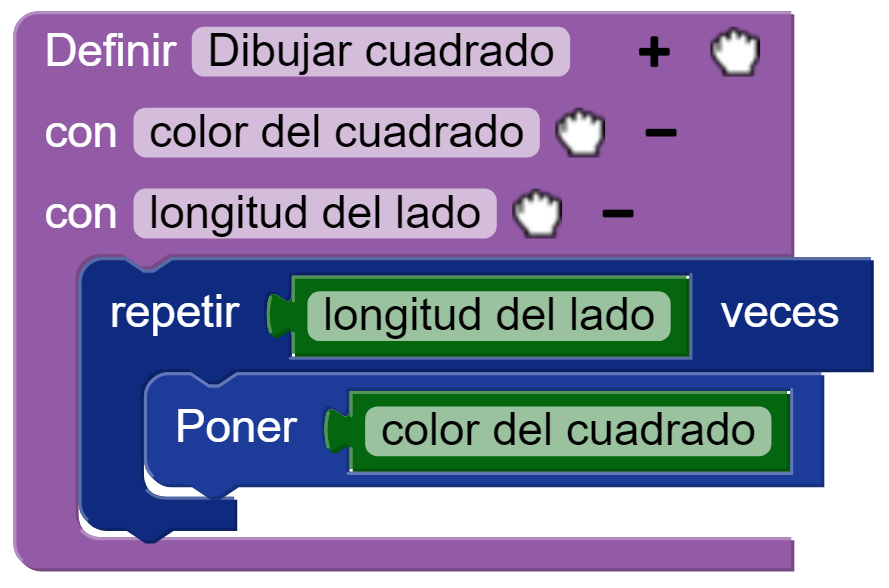 Definir Dibujar cuadrado +
con color del cuadrado −
con longitud del lado −
repetir longitud del lado veces
Poner color del cuadrado